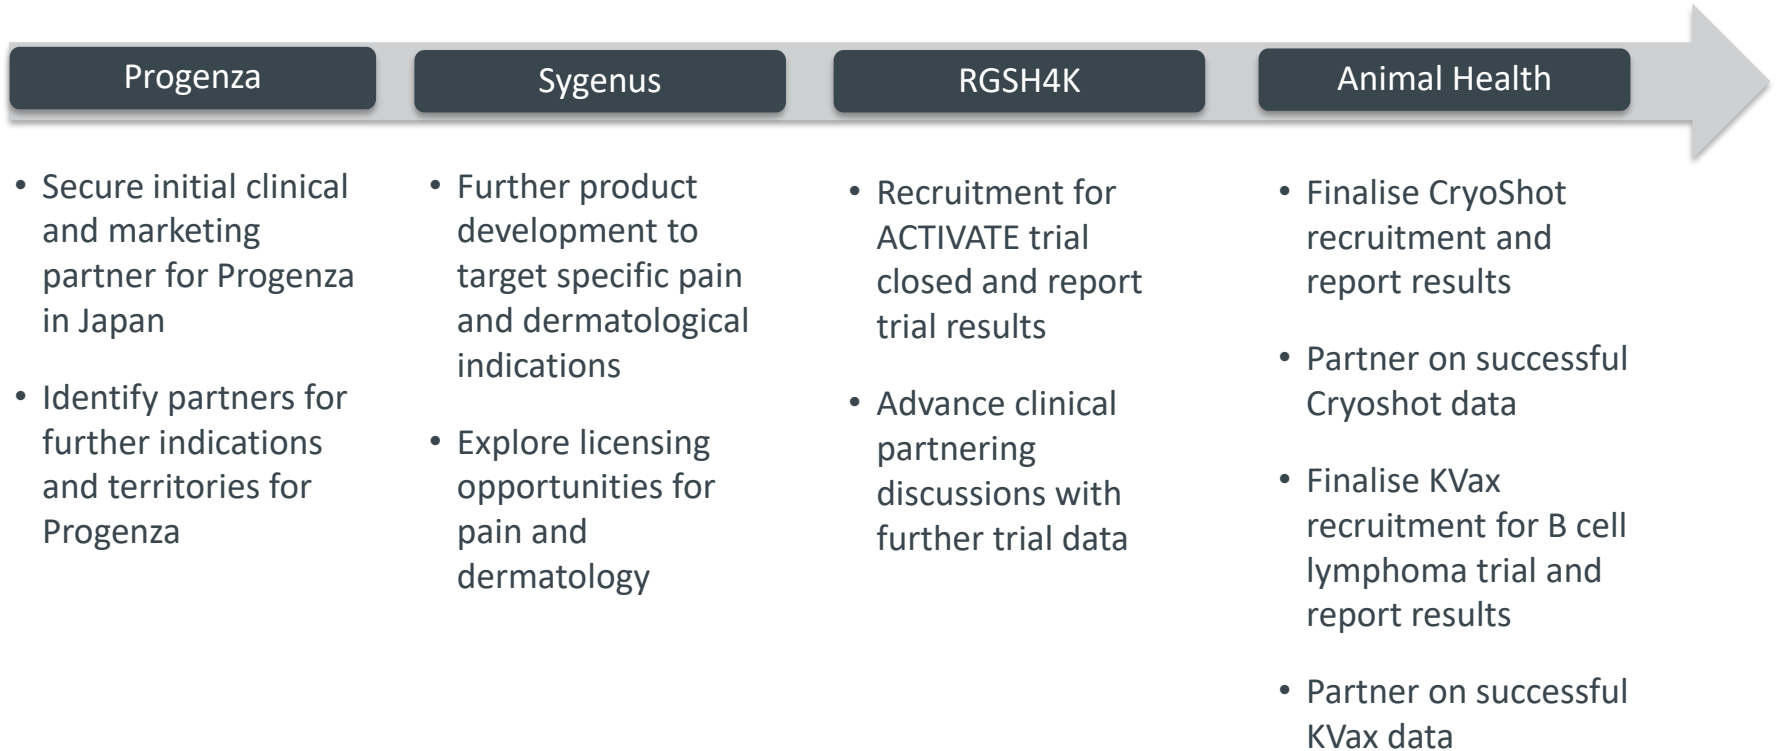 Progenza
Sygenus
RGSH4K
Animal Health
• Secure initial clinical
and marketing
partner for Progenza
in Japan
• Identify partners for
further indications
and territories for
Progenza
• Further product
development to
target specific pain
and dermatological
indications
• Explore licensing
opportunities for
pain and
dermatology
• Recruitment for
ACTIVATE trial
closed and report
trial results
• Advance clinical
partnering
discussions with
further trial data
• Finalise CryoShot
recruitment and
report results
• Partner on successful
Cryoshot data
• Finalise KVax
recruitment for B cell
lymphoma trial and
report results
• Partner on successful
KVax data